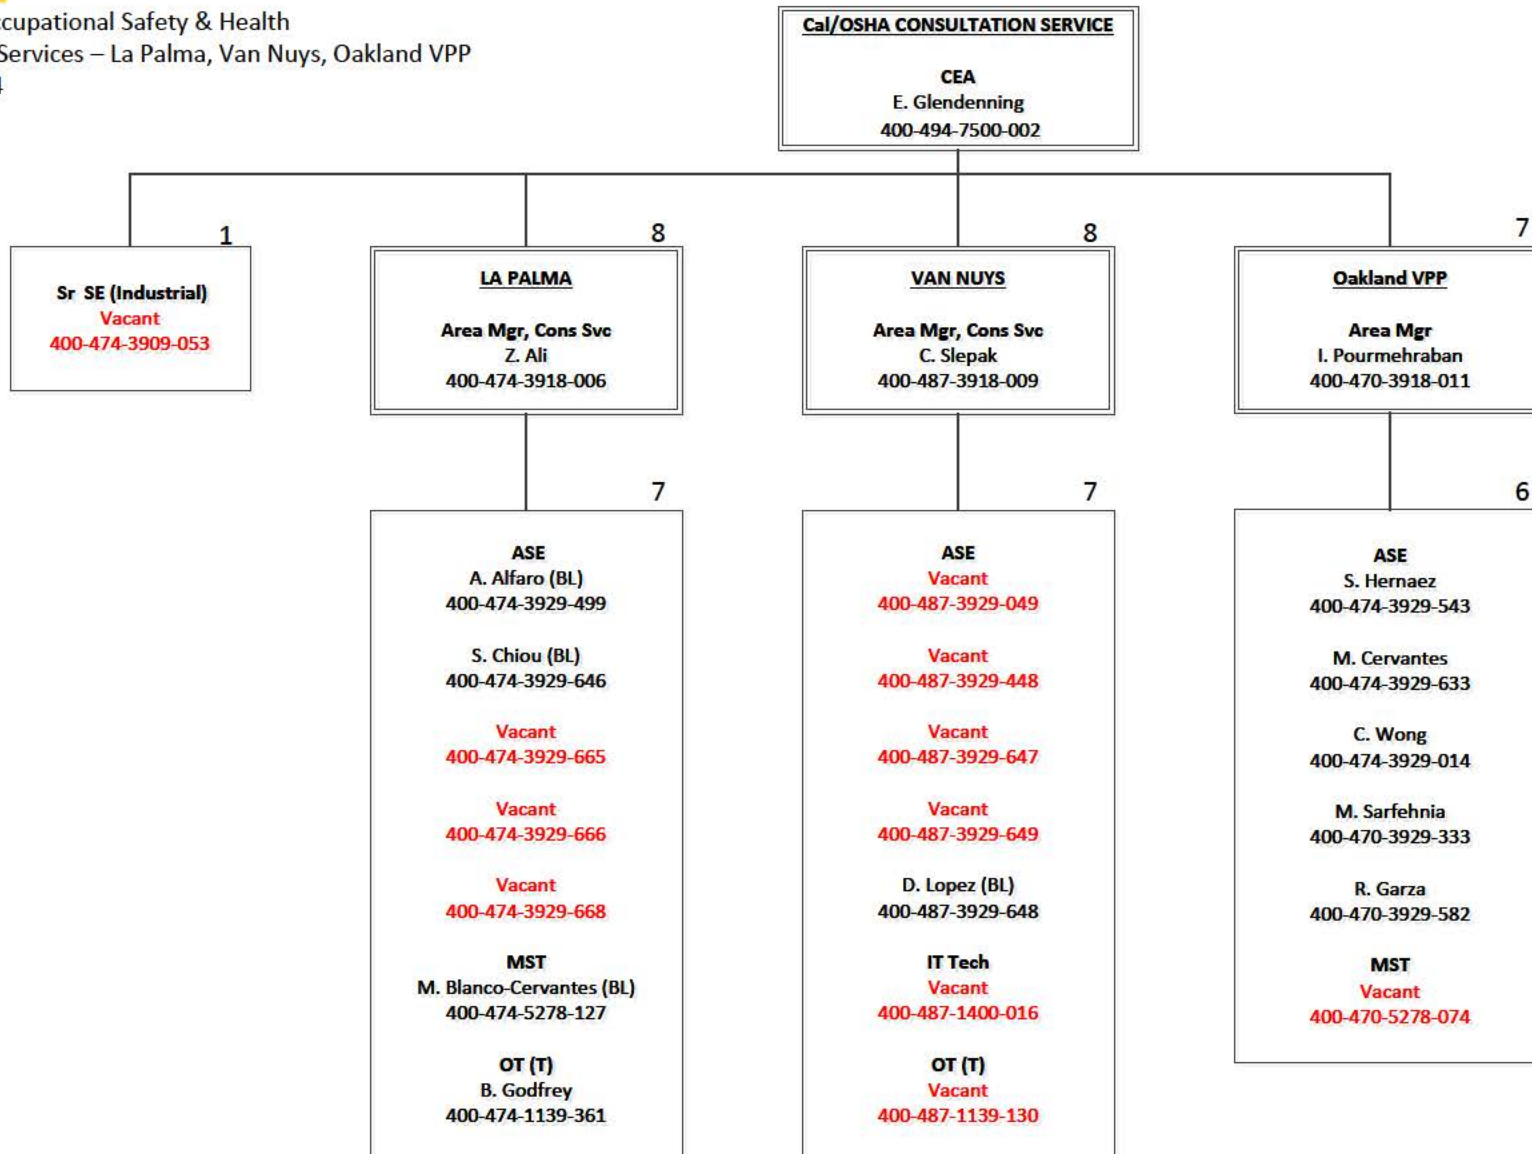 ccupational Safety & Health
Services – La Palma, Van Nuys, Oakland VPP
4
Cal/OSHA CONSULTATION SERVICE
CEA
E. Glendenning
400-494-7500-002
1
Sr SE (Industrial)
Vacant
400-474-3909-053
8
LA PALMA
Area Mgr, Cons Svc
Z. Ali
400-474-3918-006
7
ASE
A. Alfaro (BL)
400-474-3929-499
S. Chiou (BL)
400-474-3929-646
Vacant
400-474-3929-665
Vacant
400-474-3929-666
Vacant
400-474-3929-668
MST
M. Blanco-Cervantes (BL)
400-474-5278-127
OT (T)
B. Godfrey
400-474-1139-361
8
VAN NUYS
Area Mgr, Cons Svc
C. Slepak
400-487-3918-009
7
ASE
Vacant
400-487-3929-049
Vacant
400-487-3929-448
Vacant
400-487-3929-647
Vacant
400-487-3929-649
D. Lopez (BL)
400-487-3929-648
IT Tech
Vacant
400-487-1400-016
OT (T)
Vacant
400-487-1139-130
7
Oakland VPP
Area Mgr
I. Pourmehraban
400-470-3918-011
6
ASE
S. Hernaez
400-474-3929-543
M. Cervantes
400-474-3929-633
C. Wong
400-474-3929-014
M. Sarfehnia
400-470-3929-333
R. Garza
400-470-3929-582
MST
Vacant
400-470-5278-074